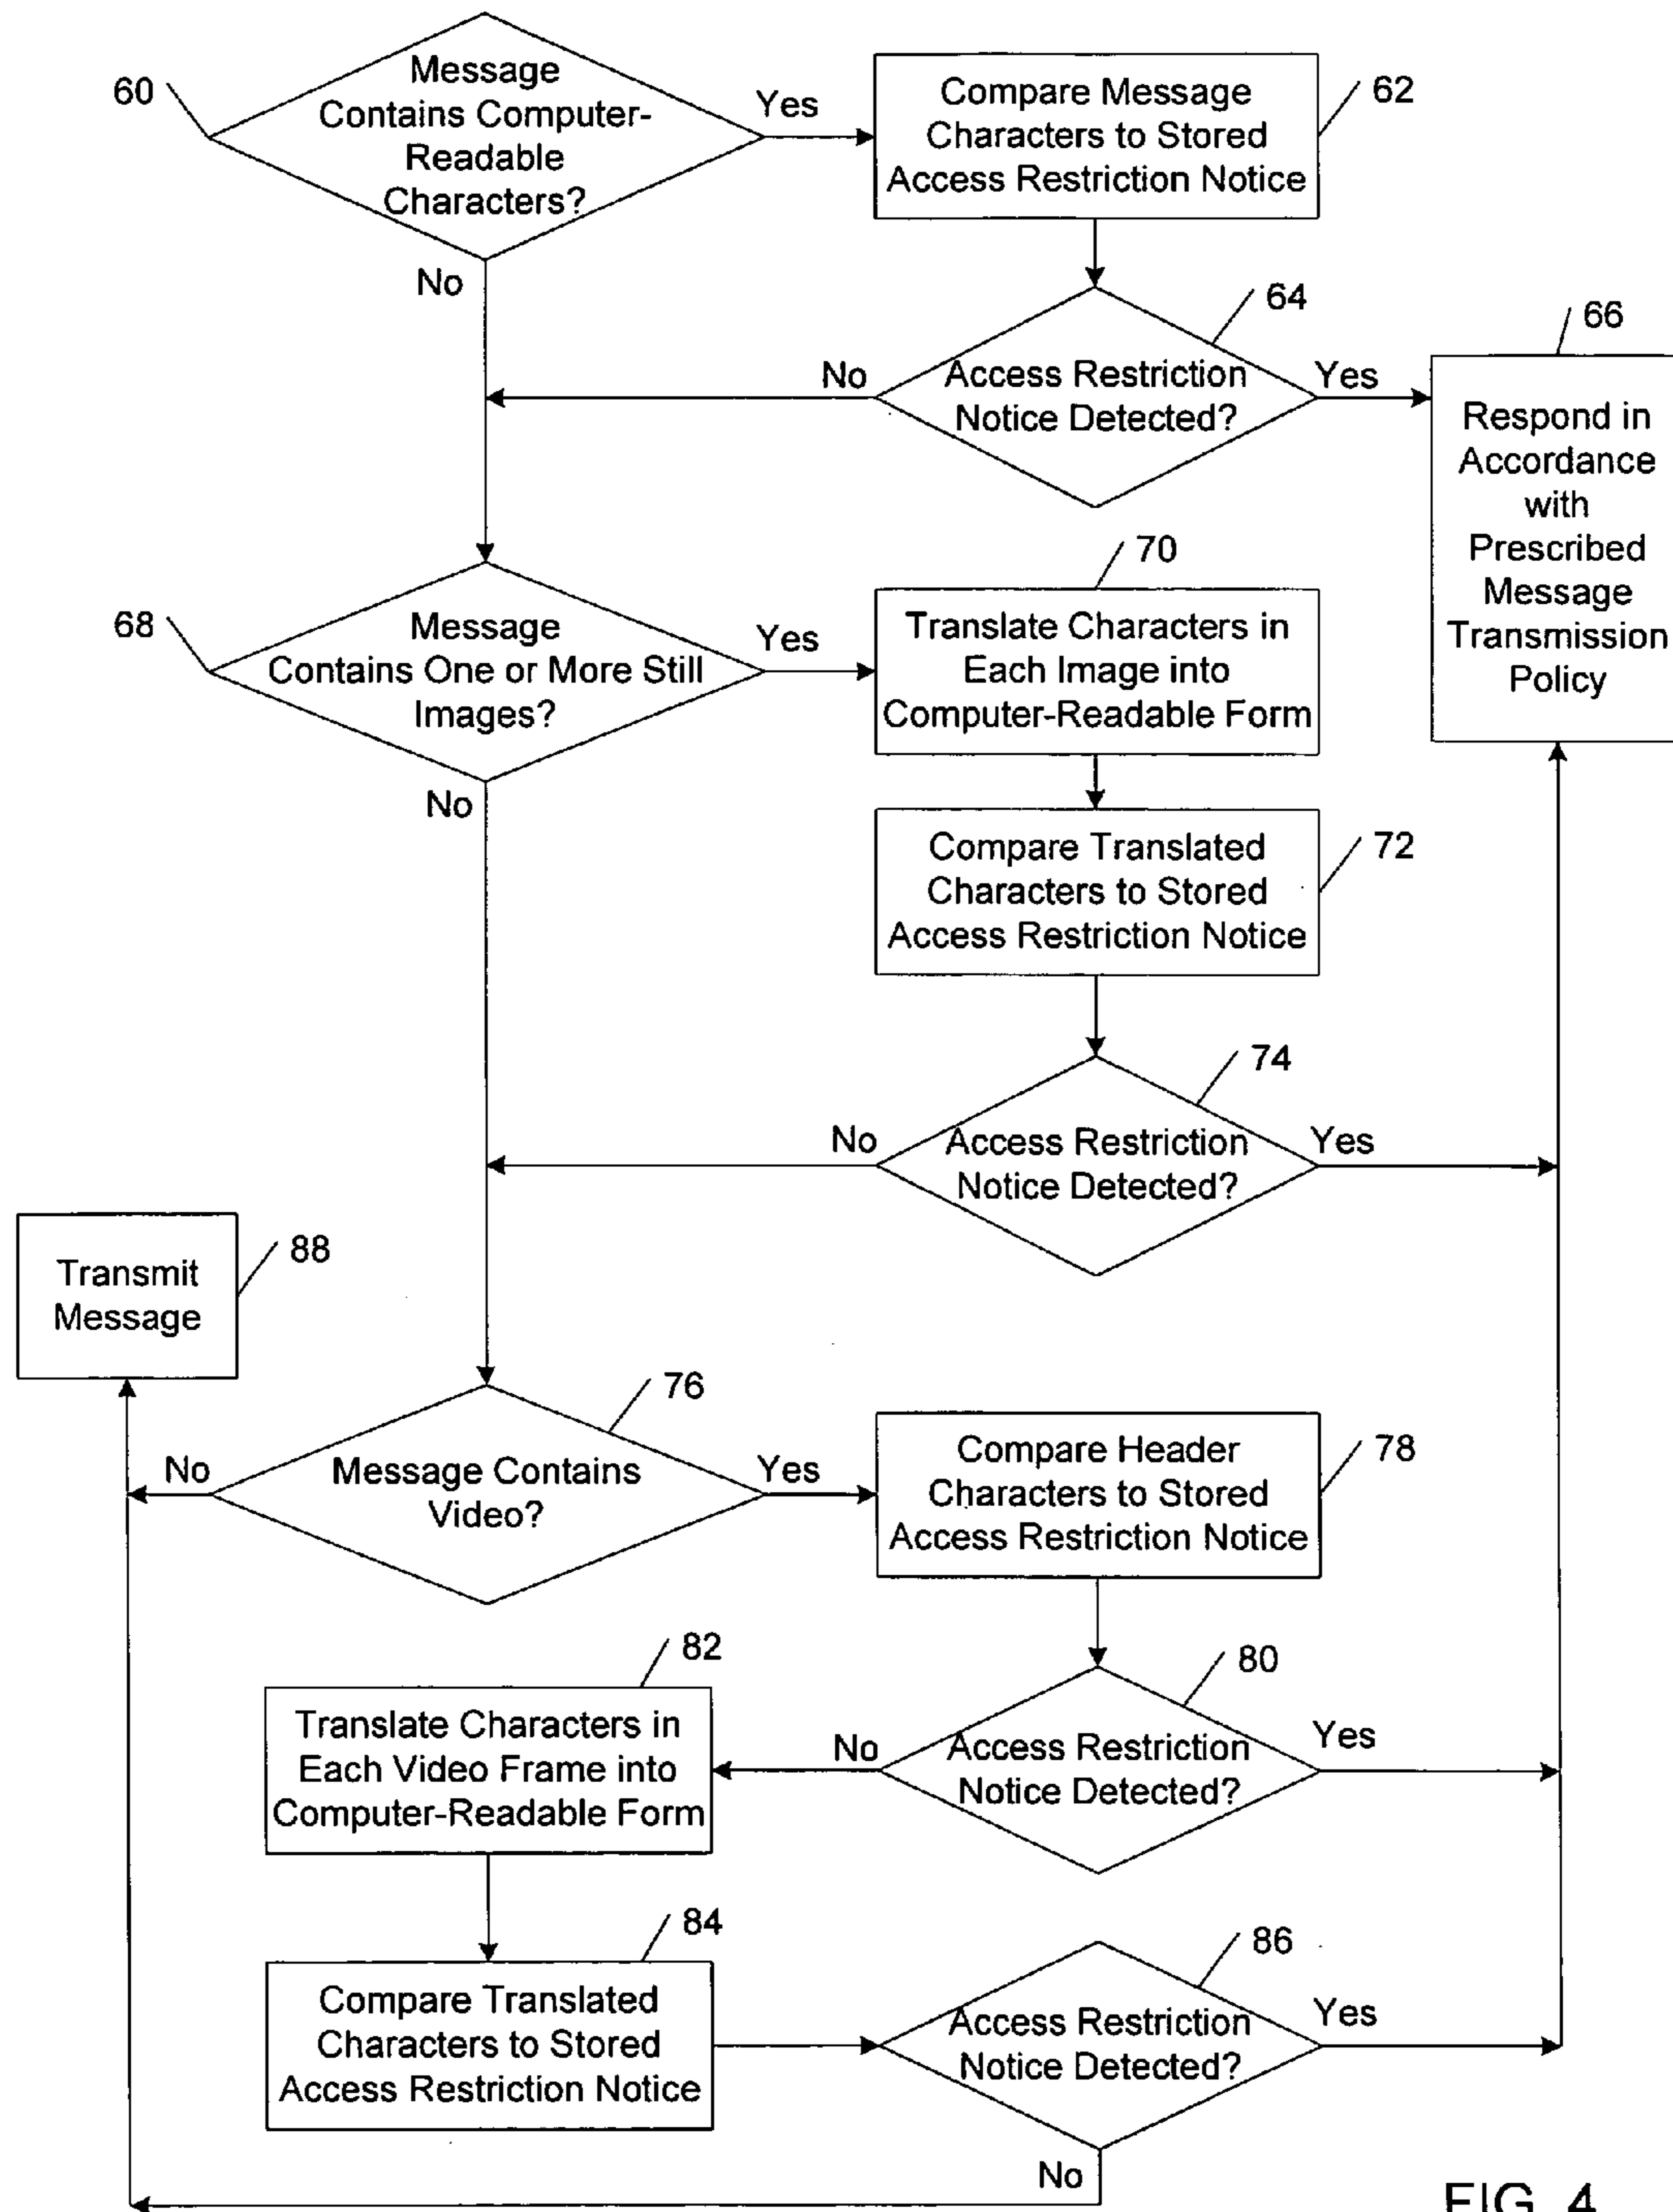 60
Message
Contains Computer-
Readable
Characters?
Yes
No
Compare Message
Characters to Stored
Access Restriction Notice
62
64
Access Restriction
Notice Detected?
No
Yes
66
Respond in
Accordance
with
Prescribed
Message
Transmission
Policy
68
Message
Contains One or More Still
Images?
Yes
No
70
Translate Characters in
Each Image into
Computer-Readable Form
Compare Translated
Characters to Stored
Access Restriction Notice
72
74
Access Restriction
Notice Detected?
No
Yes
Transmit
Message
88
76
Message Contains
Video?
No
Yes
Compare Header
Characters to Stored
Access Restriction Notice
78
80
Access Restriction
Notice Detected?
No
Yes
82
Translate Characters in
Each Video Frame into
Computer-Readable Form
84
Compare Translated
Characters to Stored
Access Restriction Notice
86
Access Restriction
Notice Detected?
Yes
No
FIG. 4